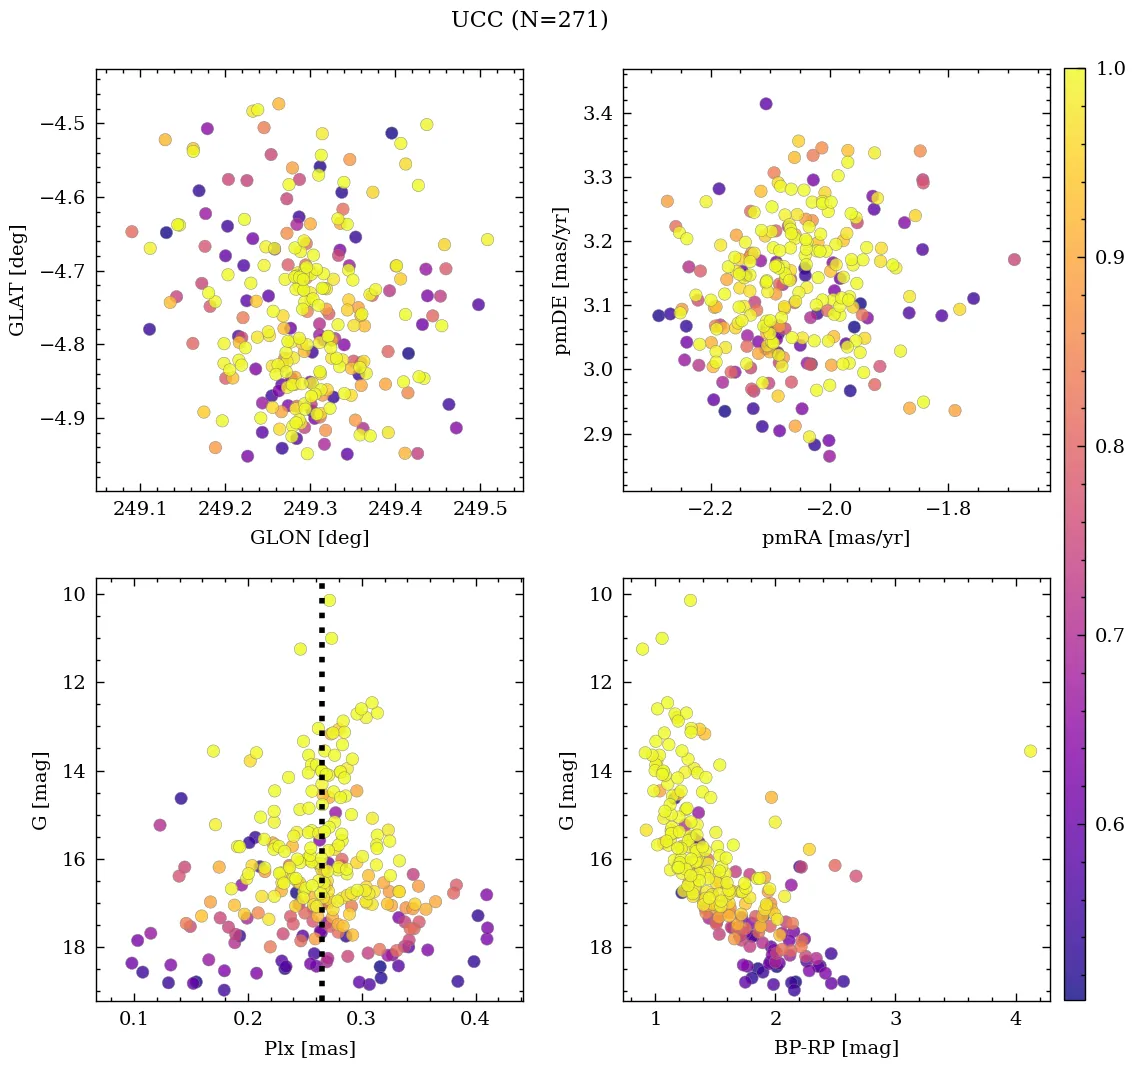 UCC (N=271)
−4.5
−4.6
−4.7
−4.8
−4.9
GLAT [deg]
249.1 249.2 249.3 249.4 249.5
GLON [deg]
3.4
3.3
3.2
3.1
3.0
2.9
pmDE [mas/yr]
−2.2 −2.0 −1.8
pmRA [mas/yr]
10
12
14
16
18
G [mag]
0.1 0.2 0.3 0.4
Plx [mas]
10
12
14
16
18
G [mag]
1 2 3 4
BP-RP [mag]
1.0
0.9
0.8
0.7
0.6